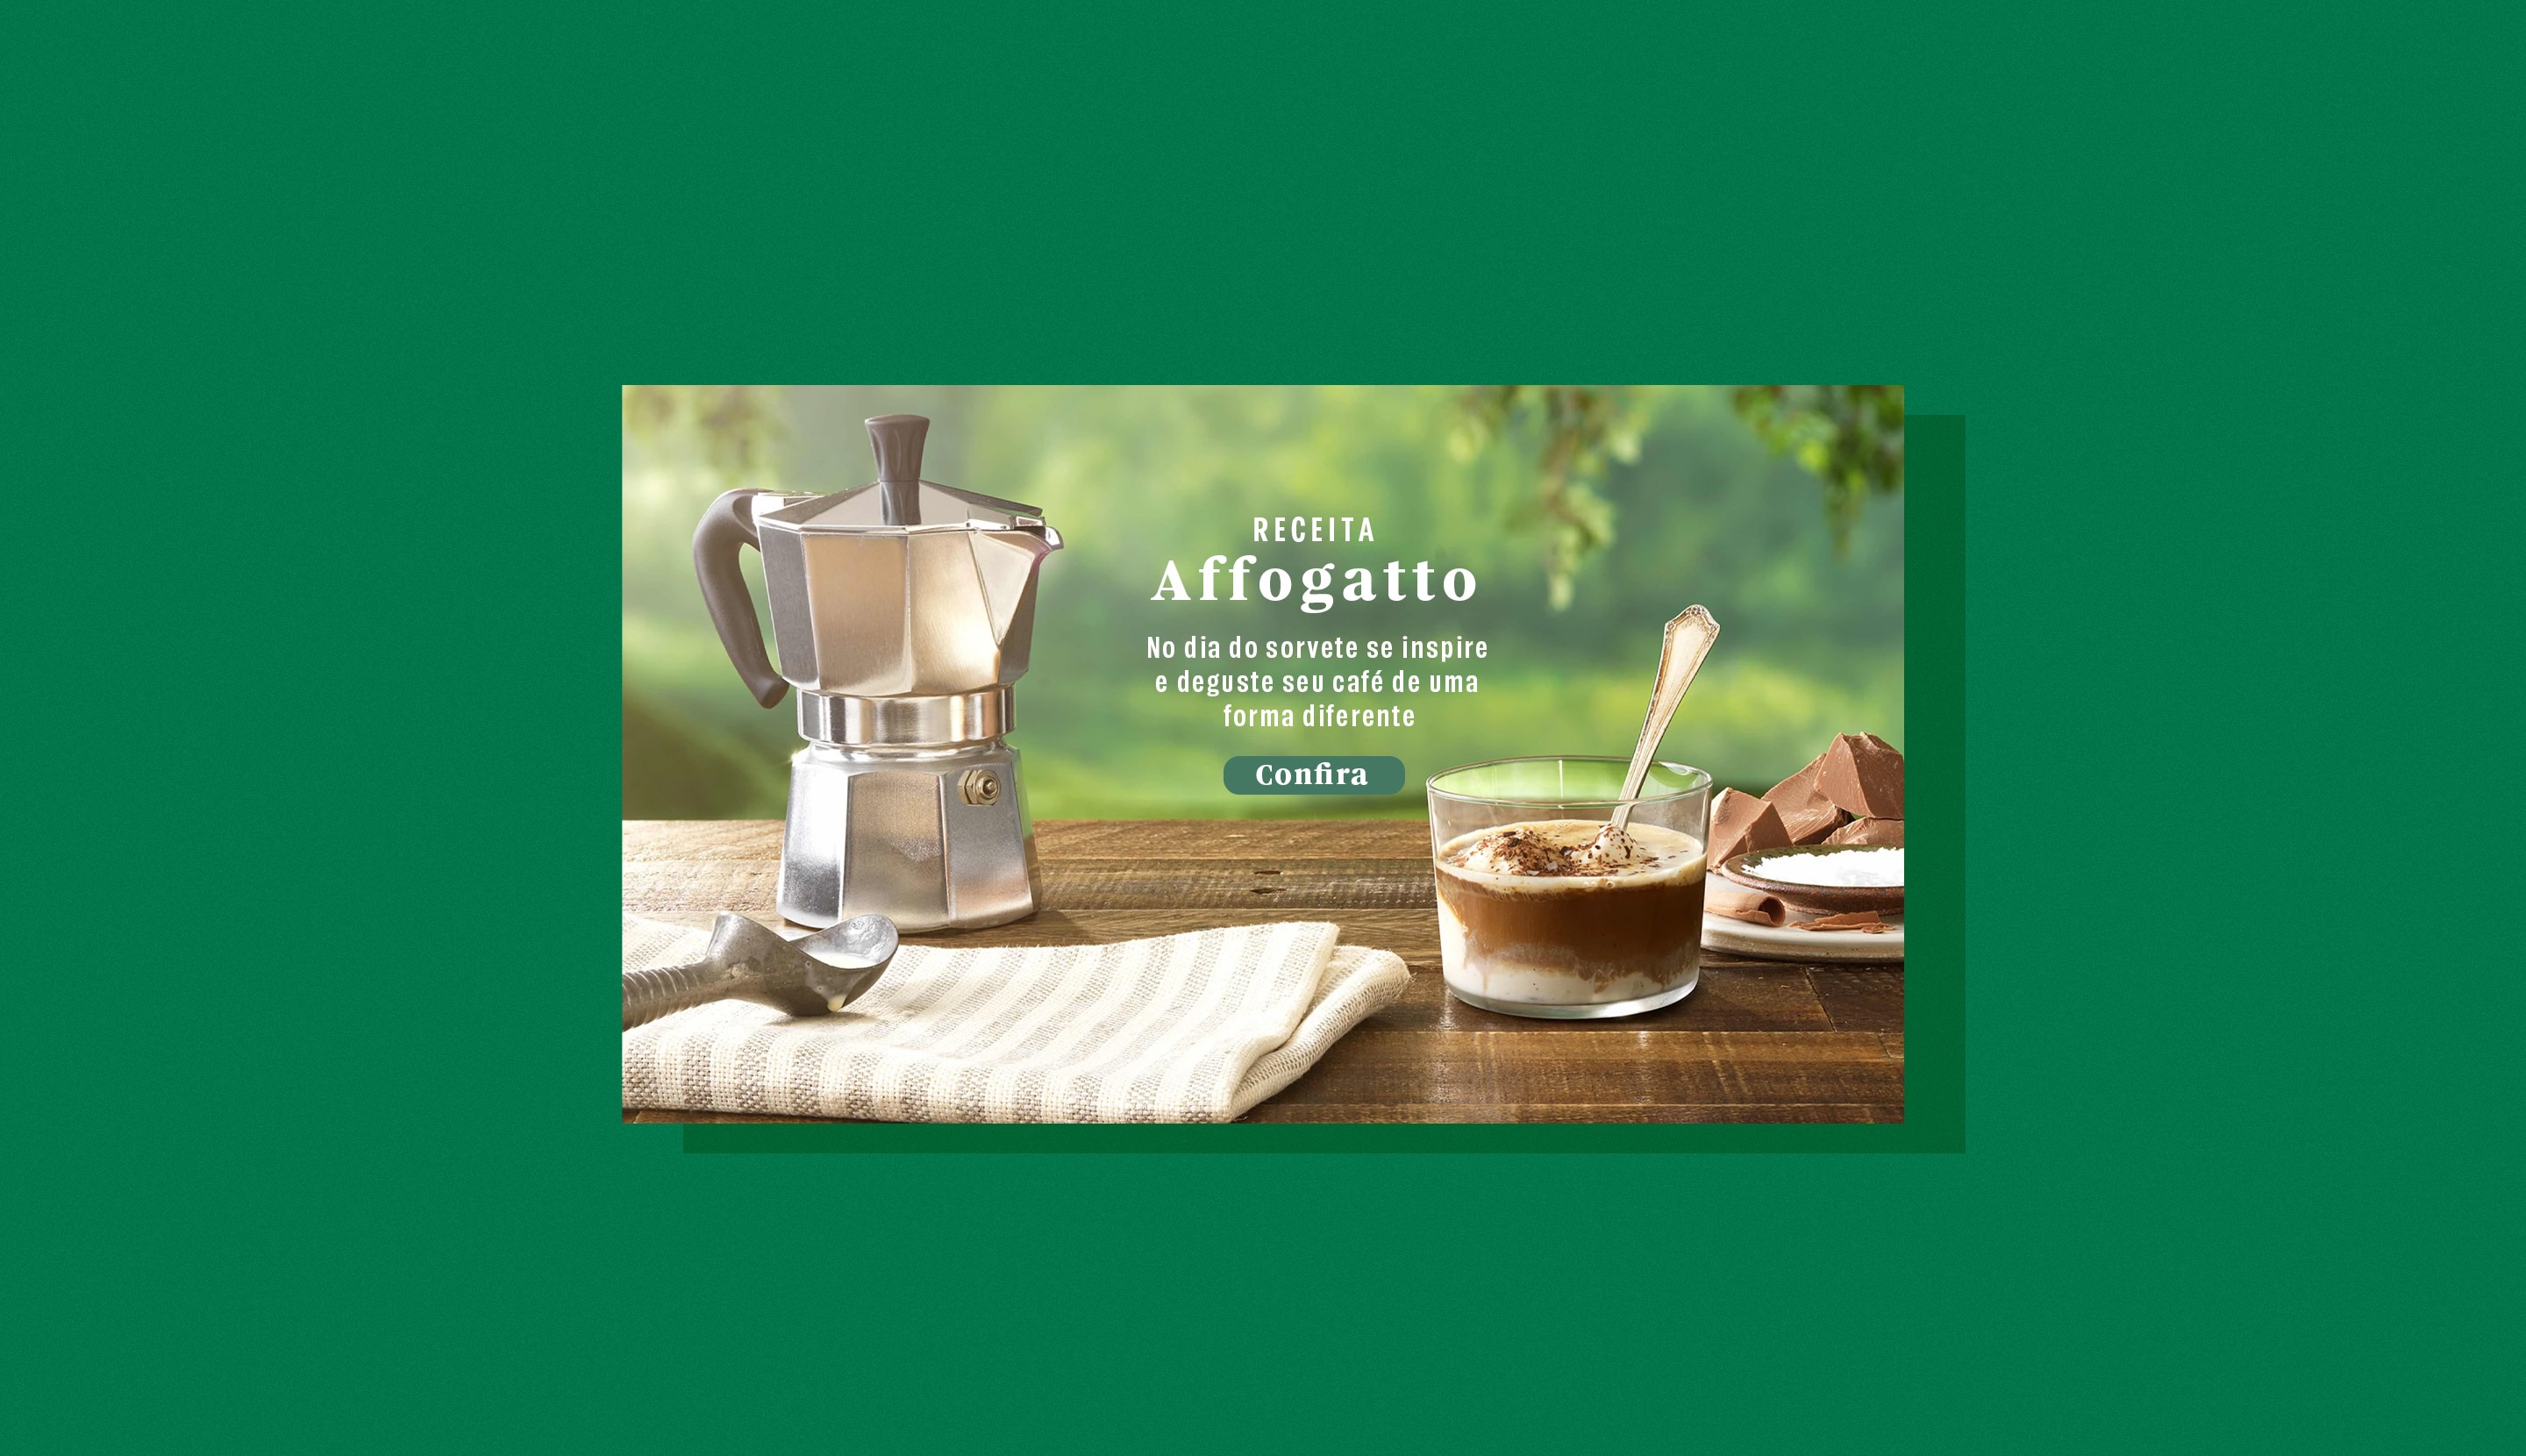 RECEITA
Affogatto
No dia do sorvete se inspire
e deguste seu café de uma
forma diferente
Confira